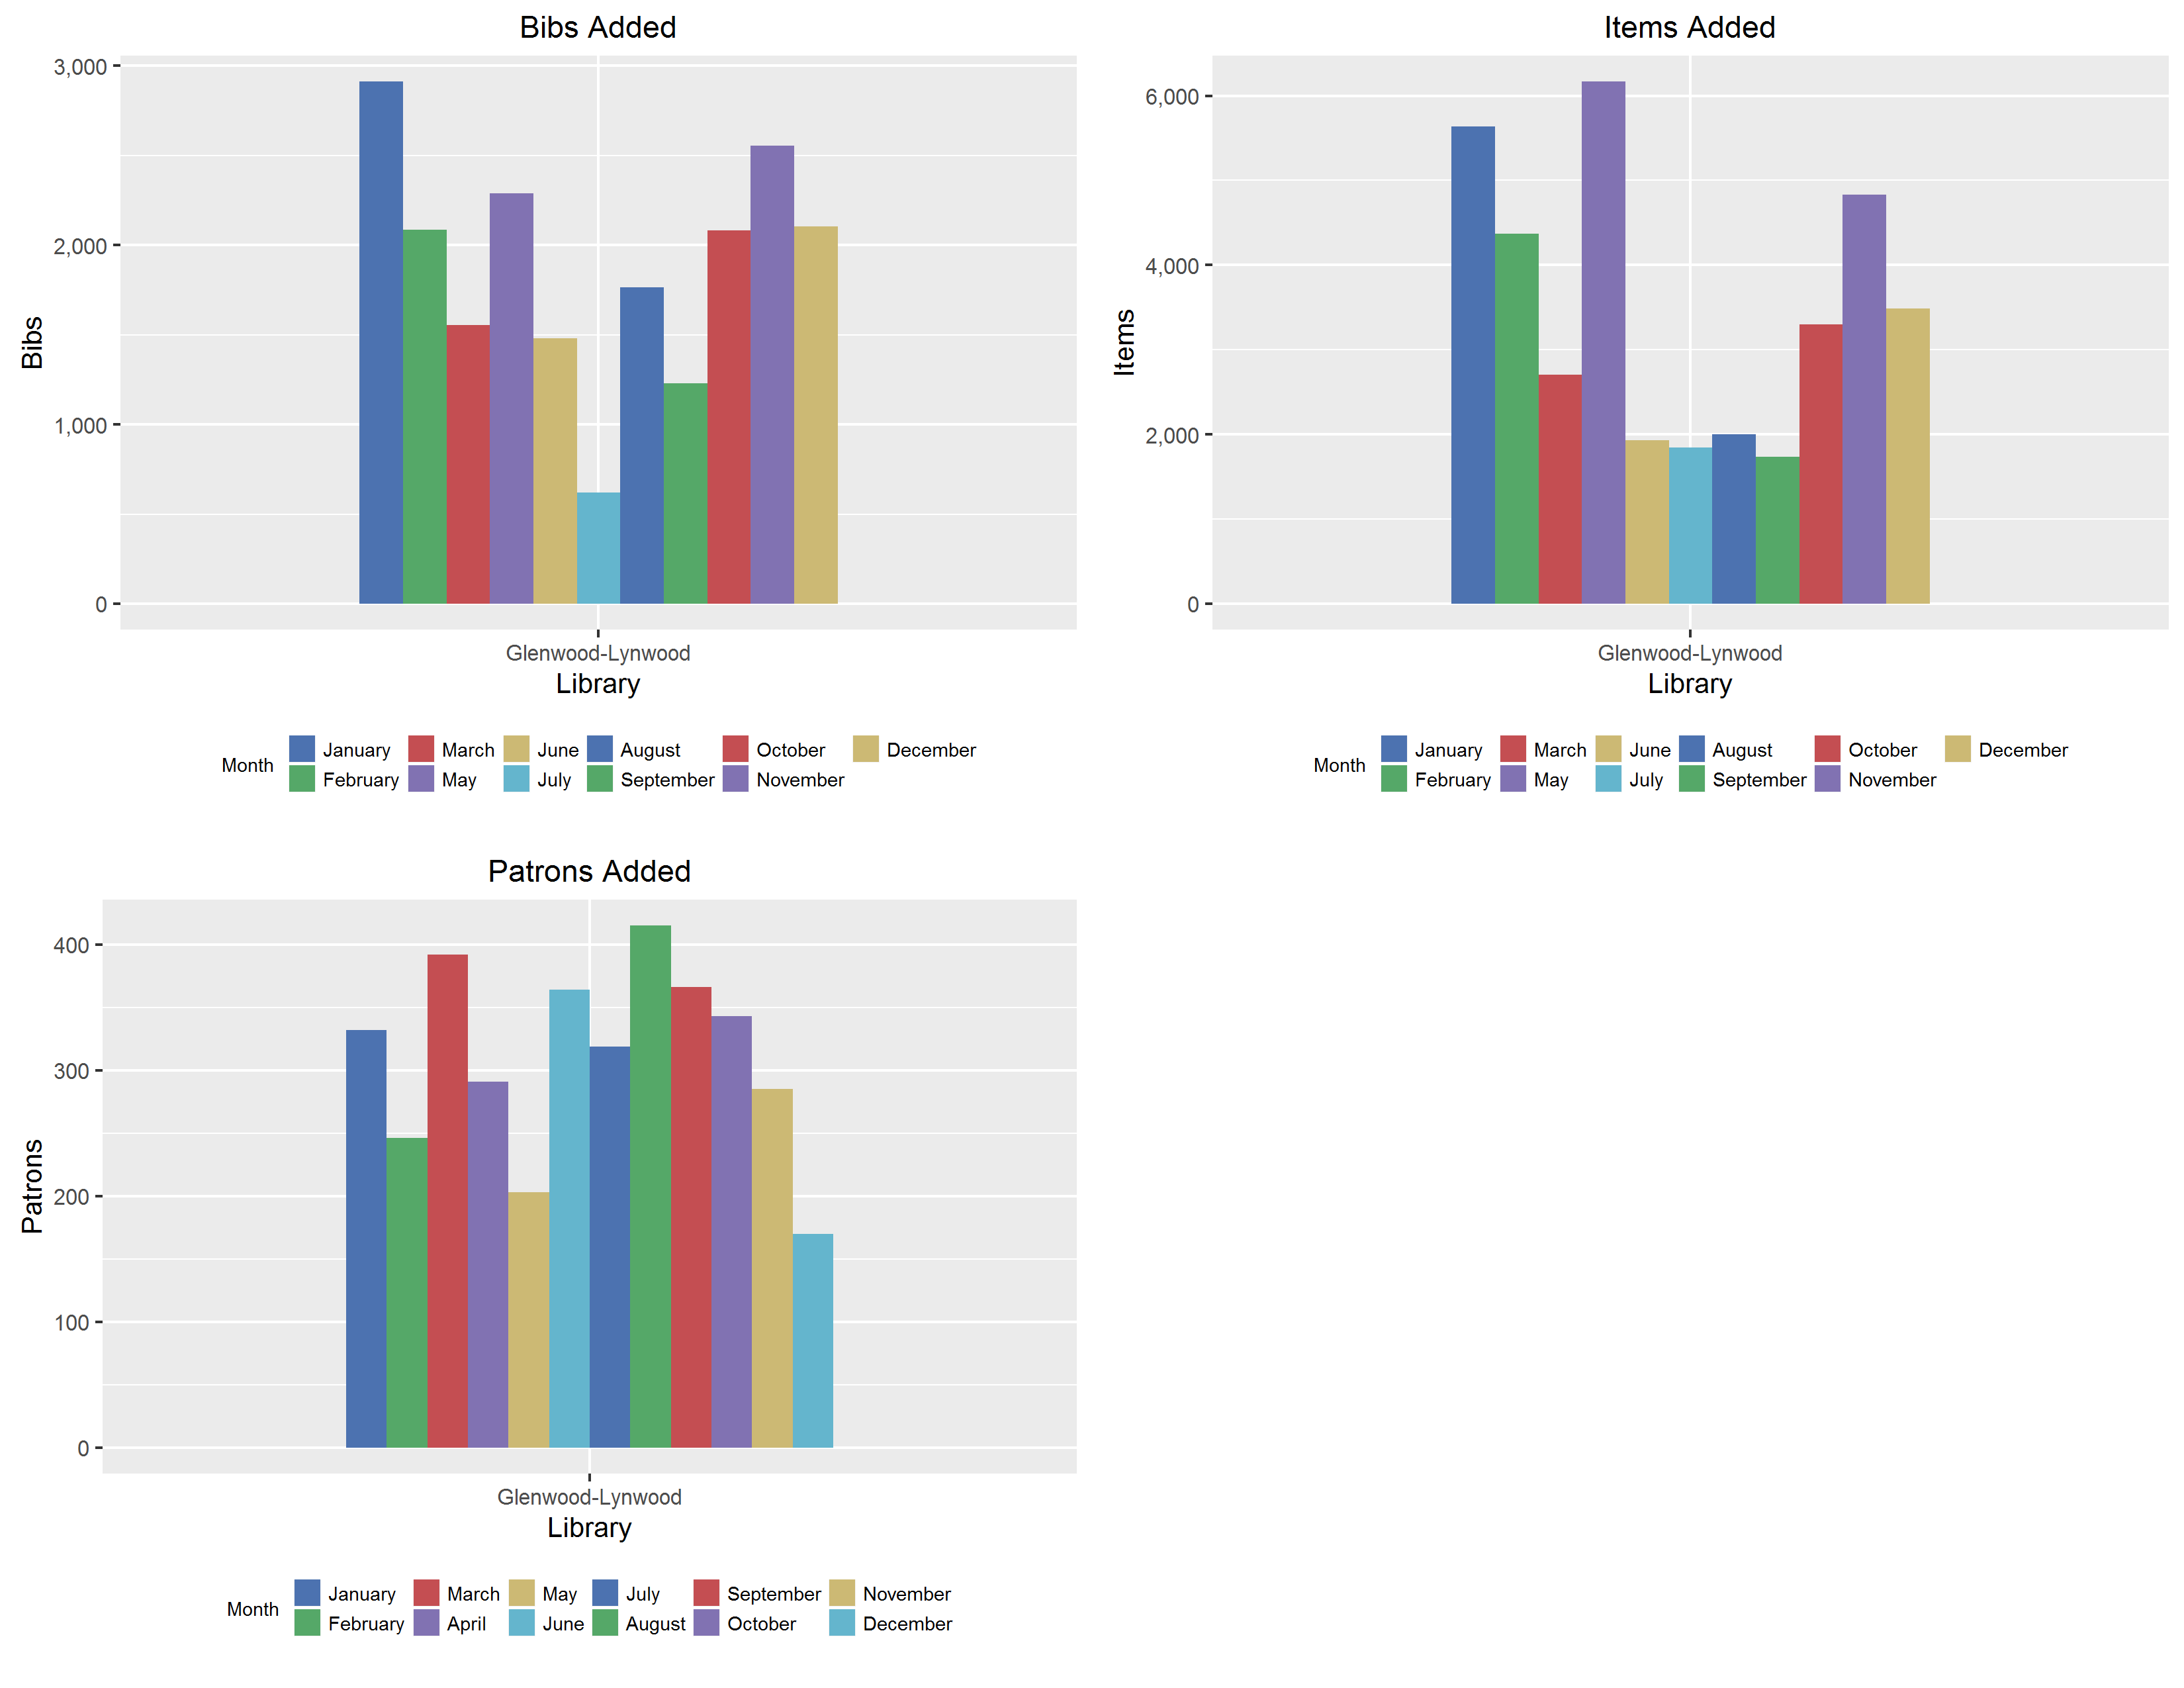 Bibs Added
3,000
2,000
1,000
0
Bibs
Glenwood-Lynwood
Library
Month
January March June August October December
February May July September November
Items Added
6,000
4,000
2,000
0
Items
Glenwood-Lynwood
Library
Month
January March June August October December
February May July September November
Patrons Added
400
300
200
100
0
Patrons
Glenwood-Lynwood
Library
Month
January March May July September November
February April June August October December